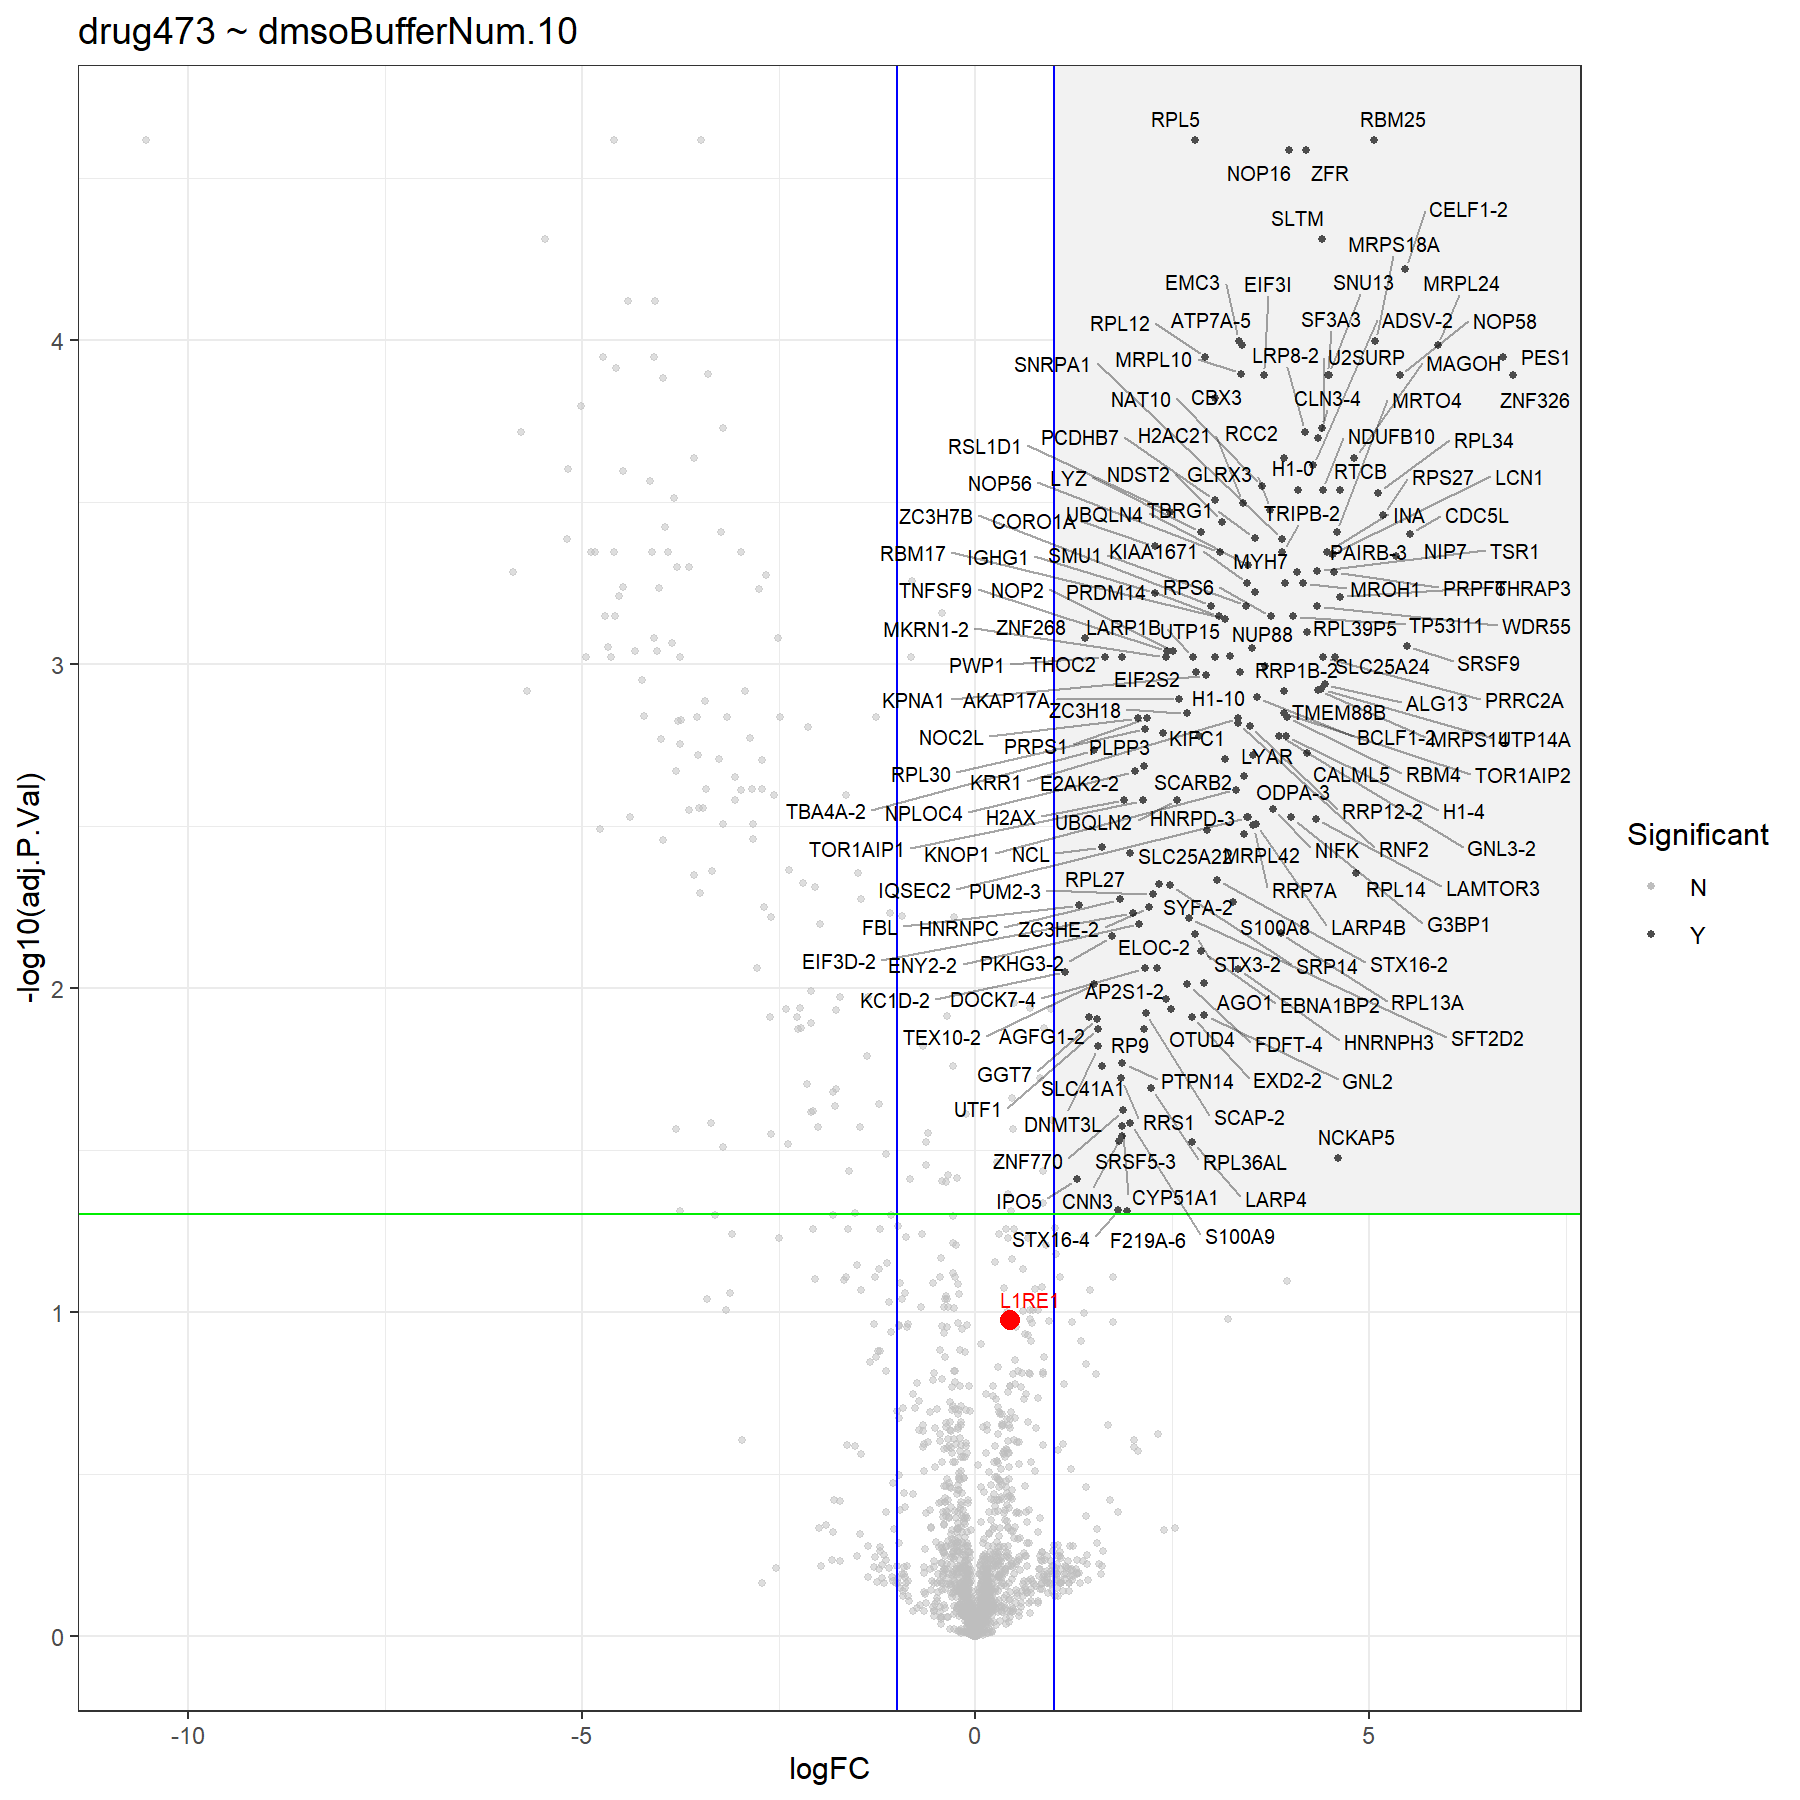 drug473 ~ dmsoBufferNum.10
RPL5 RBM25
NOP16 ZFR
CELF1-2
SLTM
MRPS18A
EMC3 EIF3I SNU13 MRPL24
RPL12 ATP7A-5 SF3A3 ADSV-2 NOP58
SNRPA1 MRPL10 LRP8-2 U2SURP MAGOH PES1
NAT10 CBX3 CLN3-4 MRTO4 ZNF326
RSL1D1 PCDHB7 H2AC21 RCC2 NDUFB10 RPL34
NOP56 LYZ NDST2 GLRX3 H1-0 RTCB RPS27 LCN1
ZC3H7B CORO1A UBQLN4 TBRG1 TRIPB-2 INA CDC5L
RBM17 IGHG1 SMU1 KIAA1671 MYH7 PAIRB-3 NIP7 TSR1
TNFSF9 NOP2 PRDM14 RPS6 MROH1 PRPF6 THRAP3
MKRN1-2 ZNF268 LARP1B UTP15 NUP88 RPL39P5 TP53I11 WDR55
PWP1 THOC2 EIF2S2 RRP1B-2 SLC25A24 SRSF9
KPNA1 AKAP17A ZC3H18 H1-10 TMEM88B ALG13 PRRC2A
NOC2L PRPS1 PLPP3 KIFC1 LYAR BCLF1-2 MRPS14 UTP14A
RPL30 KRR1 E2AK2-2 SCARB2 ODPA-3 CALML5 RBM4 TOR1AIP2
TBA4A-2 NPLOC4 H2AX UBQLN2 HNRPD-3 RRP12-2 H1-4
TOR1AIP1 KNOP1 NCL SLC25A22 MRPL42 NIFK RNF2 GNL3-2
IQSEC2 PUM2-3 RPL27 RRP7A RPL14 LAMTOR3
FBL HNRNPC ZC3HE-2 SYFA-2 S100A8 LARP4B G3BP1
EIF3D-2 ENY2-2 PKHG3-2 ELOC-2 STX3-2 SRP14 STX16-2
KC1D-2 DOCK7-4 AP2S1-2 AGO1 EBNA1BP2 RPL13A
TEX10-2 AGFG1-2 RP9 OTUD4 FDFT-4 HNRNPH3 SFT2D2
GGT7 SLC41A1 PTPN14 EXD2-2 GNL2
UTF1 DNMT3L RRS1 SCAP-2
NCKAP5
ZNF770 SRSF5-3 RPL36AL
IPO5 CNN3 CYP51A1 LARP4
STX16-4 F219A-6 S100A9
L1RE1
4
3
2
1
0
-log10(adj.P.Val)
-10 -5 0 5
logFC
Significant
N
Y